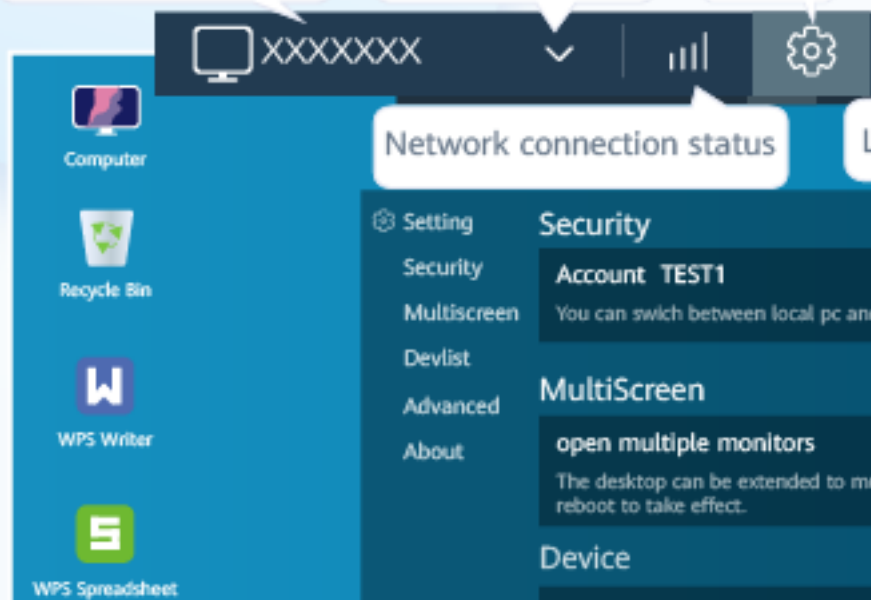 XXXXXXX
Network connection status
L
Computer
Recycle Bin
WPS Writer
WPS Spreadsheet
Setting
Security
Multiscreen
Devlist
Advanced
About
Security
Account TEST1
You can swich between local pc and
MultiScreen
open multiple monitors
The desktop can be extended to
reboot to take effect.
Device